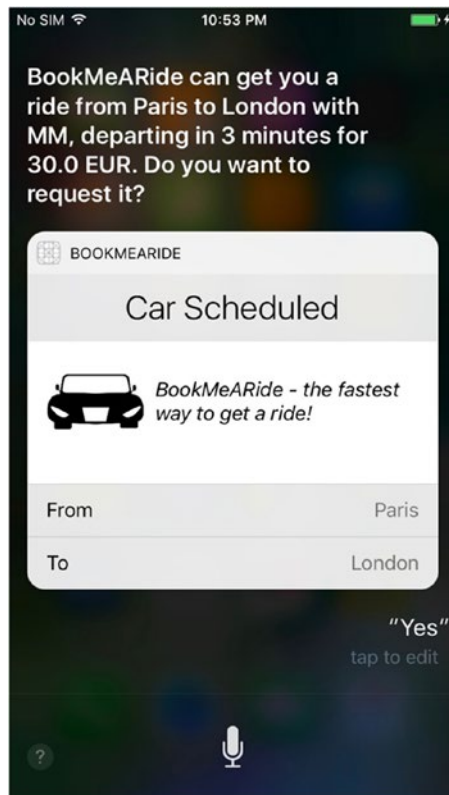 No SIM 10:53 PM
BookMeARide can get you a
ride from Paris to London with
MM, departing in 3 minutes for
30.0 EUR. Do you want to
request it?
BOOKMEARIDE
Car Scheduled
BookMeARide - the fastest
way to get a ride!
From Paris
To London
"Yes"
tap to edit
?